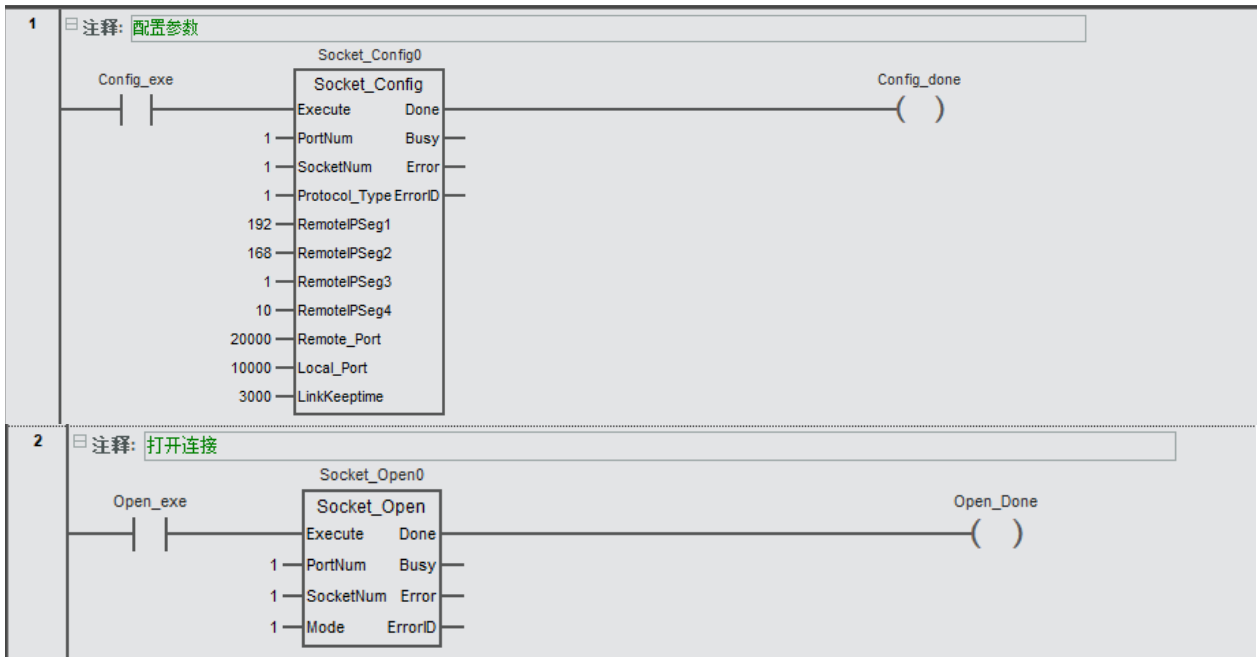 1
注释: 配置参数
Socket_Config0
Config_exe
Socket_Config
Config_done
Execute Done
1 PortNum Busy
1 SocketNum Error
1 Protocol_Type ErrorID
192 RemoteIPSeg1
168 RemoteIPSeg2
1 RemoteIPSeg3
10 RemoteIPSeg4
20000 Remote_Port
10000 Local_Port
3000 LinkKeeptime
2
注释: 打开连接
Socket_Open0
Open_exe
Socket_Open
Open_Done
Execute Done
1 PortNum Busy
1 SocketNum Error
1 Mode ErrorID